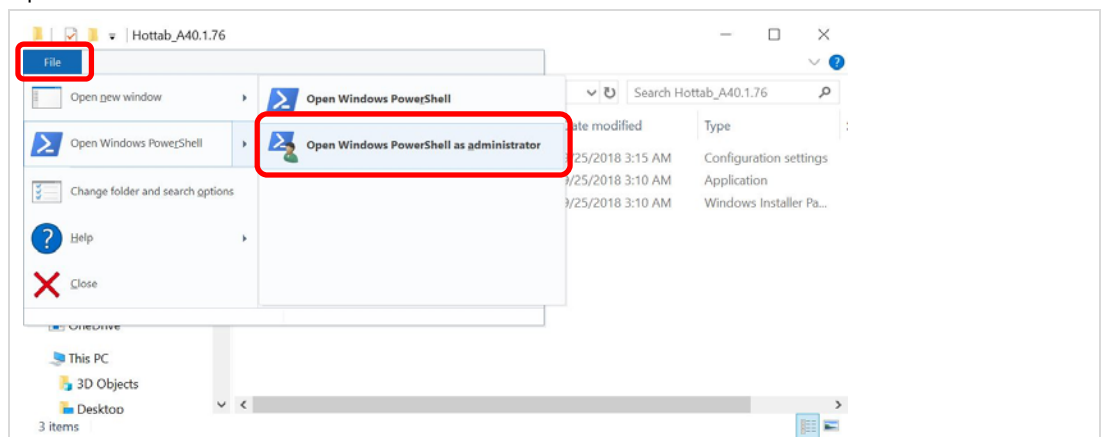 Hottab_A40.1.76
File
Open new window
Open Windows PowerShell
Open Windows PowerShell as administrator
Search Hottab_A40.1.76
Open Windows PowerShell
Change folder and search options
Help
Close
ate modified
Type
/25/2018 3:15 AM
Configuration settings
9/25/2018 3:10 AM
Application
9/25/2018 3:10 AM
Windows Installer Pa...
OneDrive
This PC
3D Objects
Desktop
3 items